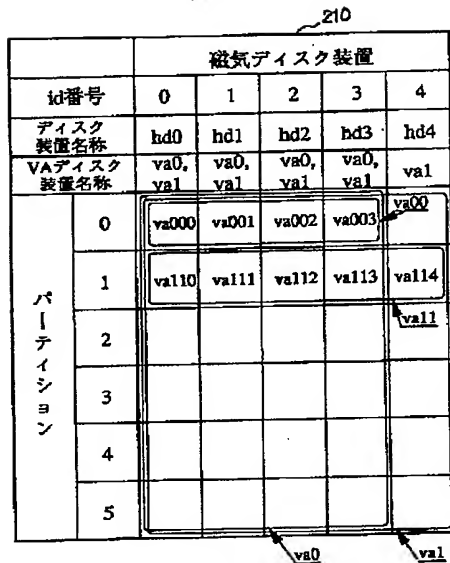 210
磁気ディスク装置
id番号 0 1 2 3 4
ディスク装置名称 hd0 hd1 hd2 hd3 hd4
VAディスク装置名称 va0, va1 va0, va1 va0, va1 va0, va1 va1
パーティション
0 va000 va001 va002 va003 va00
1 va110 va111 va112 va113 va114
va11
2
3
4
5
va0 va1